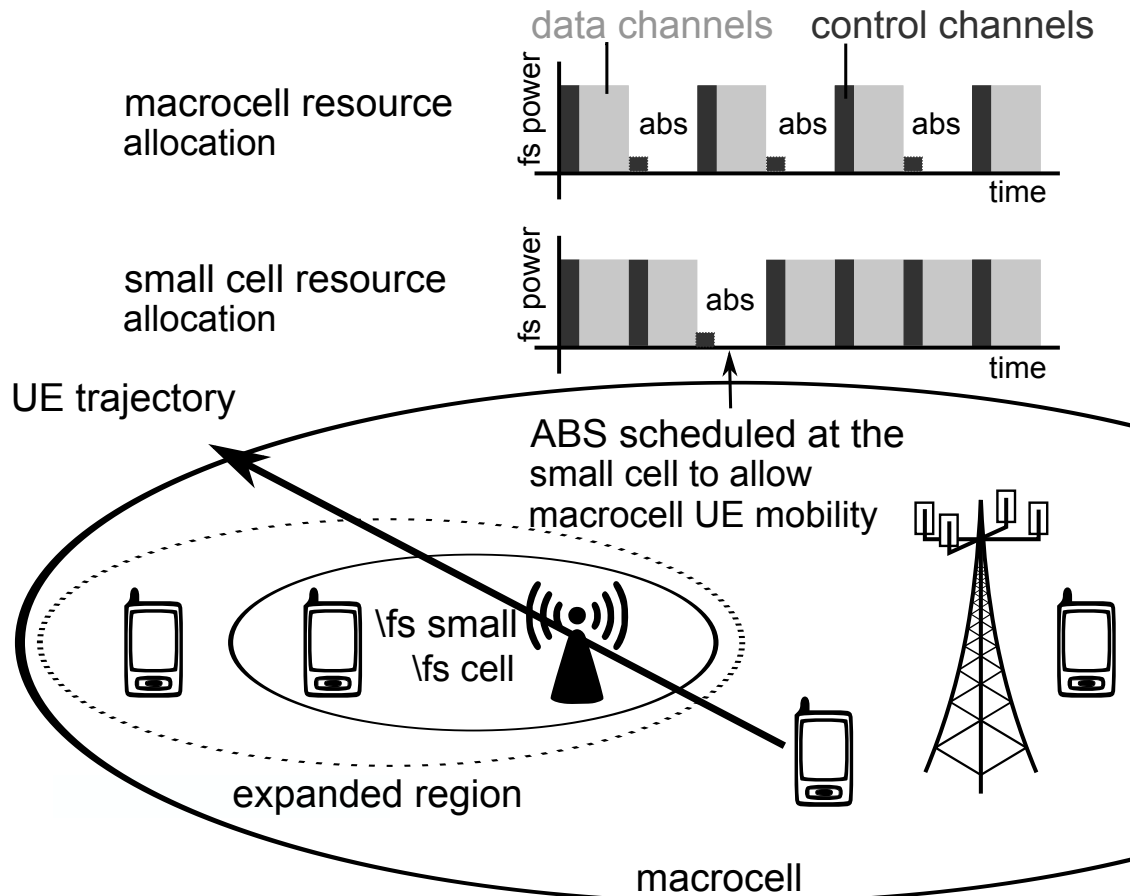 data channels control channels
macrocell resource
allocation
fs power
abs abs abs
time
small cell resource
allocation
fs power
abs
time
UE trajectory
ABS scheduled at the
small cell to allow
macrocell UE mobility
\fs small
\fs cell
expanded region
macrocell